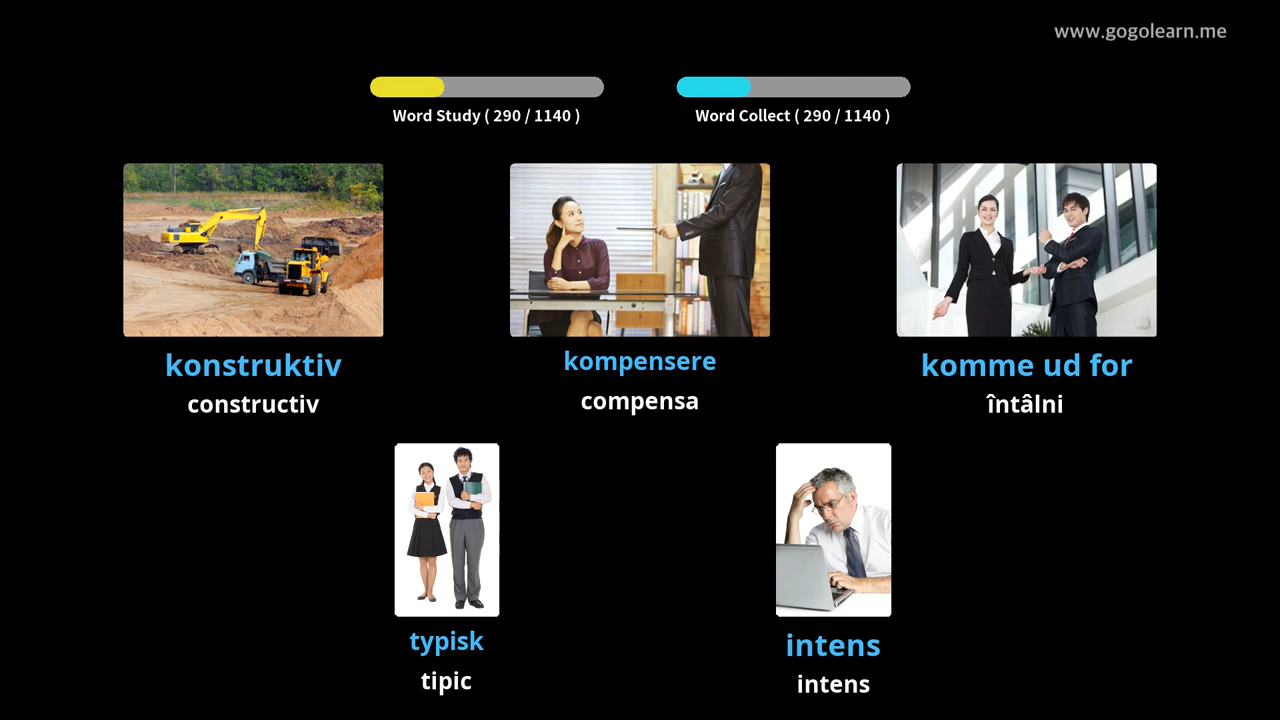 www.gogolearn.me
Word Study ( 290 / 1140 )
Word Collect ( 290 / 1140 )
konstruktiv
constructiv
kompensere
compensa
komme ud for
întâlni
typisk
tipic
intens
intens